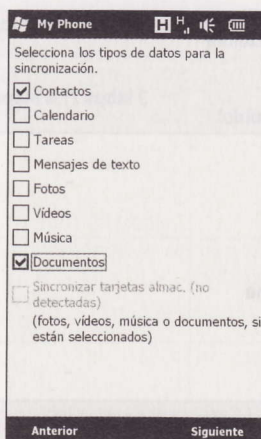 My Phone H H
Selecciona los tipos de datos para la
sincronización.
Contactos
Calendario
Tareas
Mensajes de texto
Fotos
Vídeos
Música
Documentos
Sincronizar tarjetas almac. (no
detectadas)
(fotos, vídeos, música o documentos, si
están seleccionados)
Anterior Siguiente